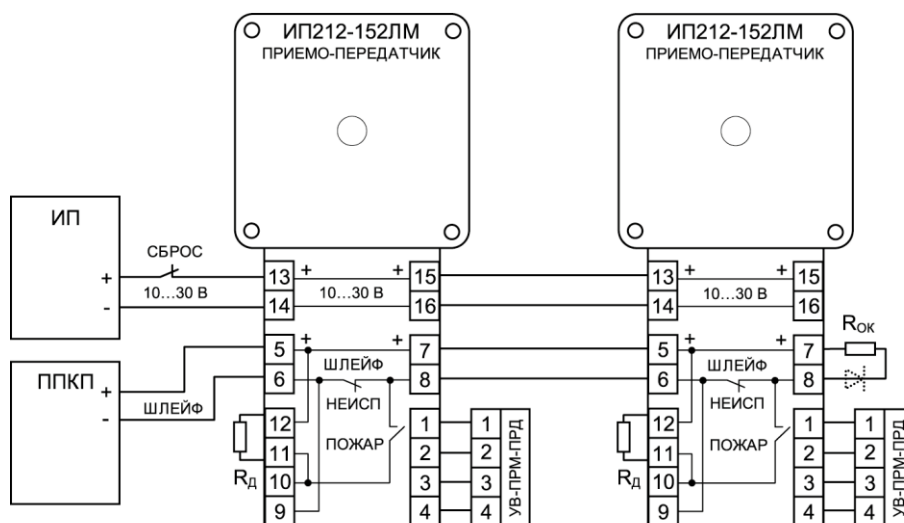 ИП212-152ЛМ
ПРИЕМО-ПЕРЕДАТЧИК
ИП212-152ЛМ
ПРИЕМО-ПЕРЕДАТЧИК
ИП
+
-
СБРОС
10...30 В
13 + + 15
10...30 В
14 16
13 + + 15
10...30 В
14 16
ППКП
+
-
ШЛЕЙФ
5 + + 7
ШЛЕЙФ
6 8
НЕИСП
12 1 1
ПОЖАР
11 2 2
10 3 3
9 4 4
RД
УВ-ПРМ-ПРД
5 + + 7
ШЛЕЙФ
6 8
НЕИСП
12 1 1
ПОЖАР
11 2 2
10 3 3
9 4 4
RД
УВ-ПРМ-ПРД
RОК